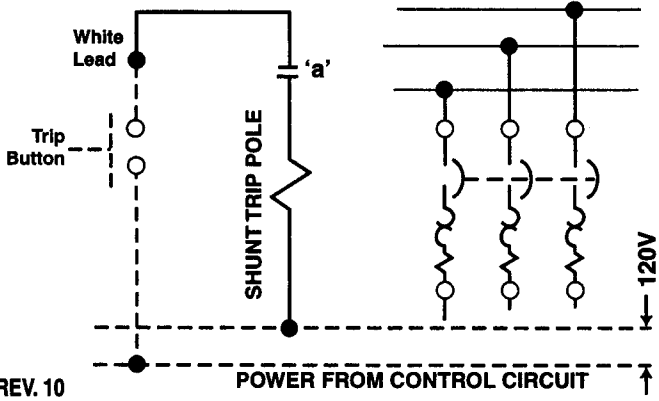 White
Lead
'a'
Trip
Button
SHUNT TRIP POLE
120V
POWER FROM CONTROL CIRCUIT
REV. 10